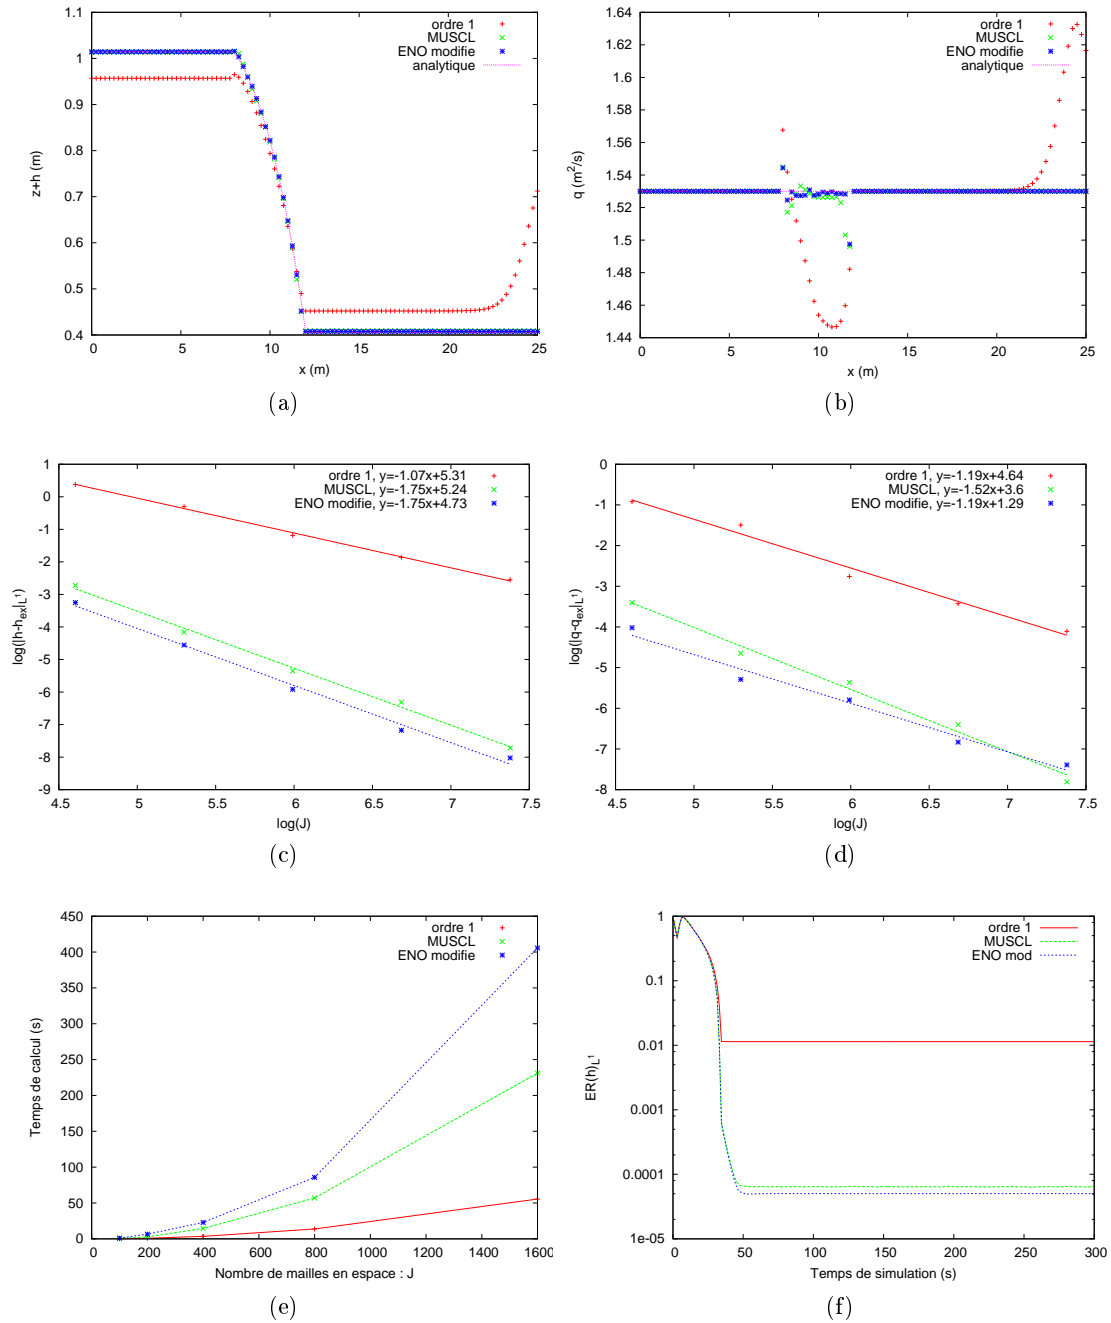 1.1
1
0.9
0.8
0.7
0.6
0.5
0.4
z+h (m)
0
5
10
15
20
25
x (m)
ordre 1
MUSCL
ENO modifie
analytique
(a)
1.64
1.62
1.6
1.58
1.56
1.54
1.52
1.5
1.48
1.46
1.44
q (m²/s)
0
5
10
15
20
25
x (m)
ordre 1
MUSCL
ENO modifie
analytique
(b)
1
0
-1
-2
-3
-4
-5
-6
-7
-8
-9
log(|h-h_ex|_L¹)
4.5
5
5.5
6
6.5
7
7.5
log(J)
ordre 1, y=-1.07x+5.31
MUSCL, y=-1.75x+5.24
ENO modifie, y=-1.75x+4.73
(c)
0
-1
-2
-3
-4
-5
-6
-7
-8
log(|q-q_ex|_L¹)
4.5
5
5.5
6
6.5
7
7.5
log(J)
ordre 1, y=-1.19x+4.64
MUSCL, y=-1.52x+3.6
ENO modifie, y=-1.19x+1.29
(d)
450
400
350
300
250
200
150
100
50
0
Temps de calcul (s)
0
200
400
600
800
1000
1200
1400
1600
Nombre de mailles en espace : J
ordre 1
MUSCL
ENO modifie
(e)
1
0.1
0.01
0.001
0.0001
1e-05
ER(h)_L¹
0
50
100
150
200
250
300
Temps de simulation (s)
ordre 1
MUSCL
ENO mod
(f)